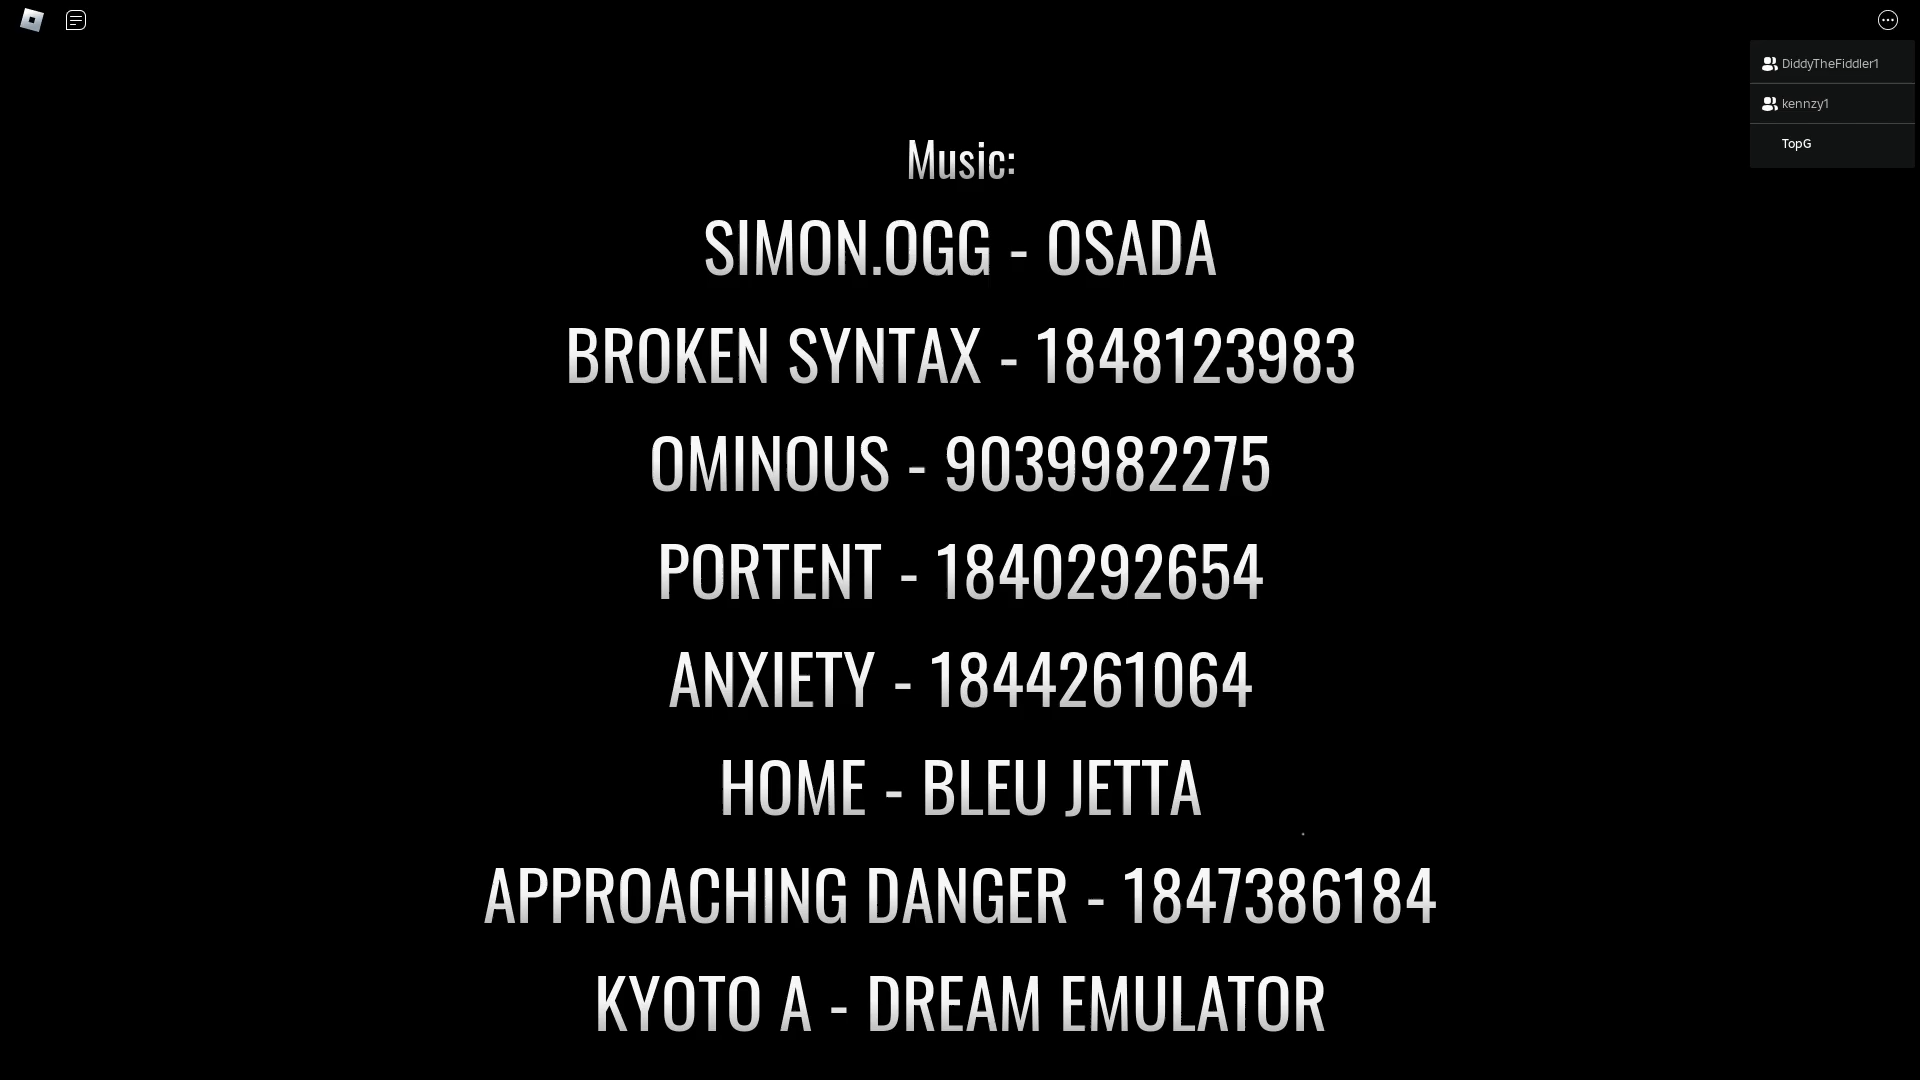 DiddyTheFiddler1
kennzy1
TopG
Music:
SIMON.OGG - OSADA
BROKEN SYNTAX - 1848123983
OMINOUS - 9039982275
PORTENT - 1840292654
ANXIETY - 1844261064
HOME - BLEU JETTA
APPROACHING DANGER - 1847386184
KYOTO A - DREAM EMULATOR